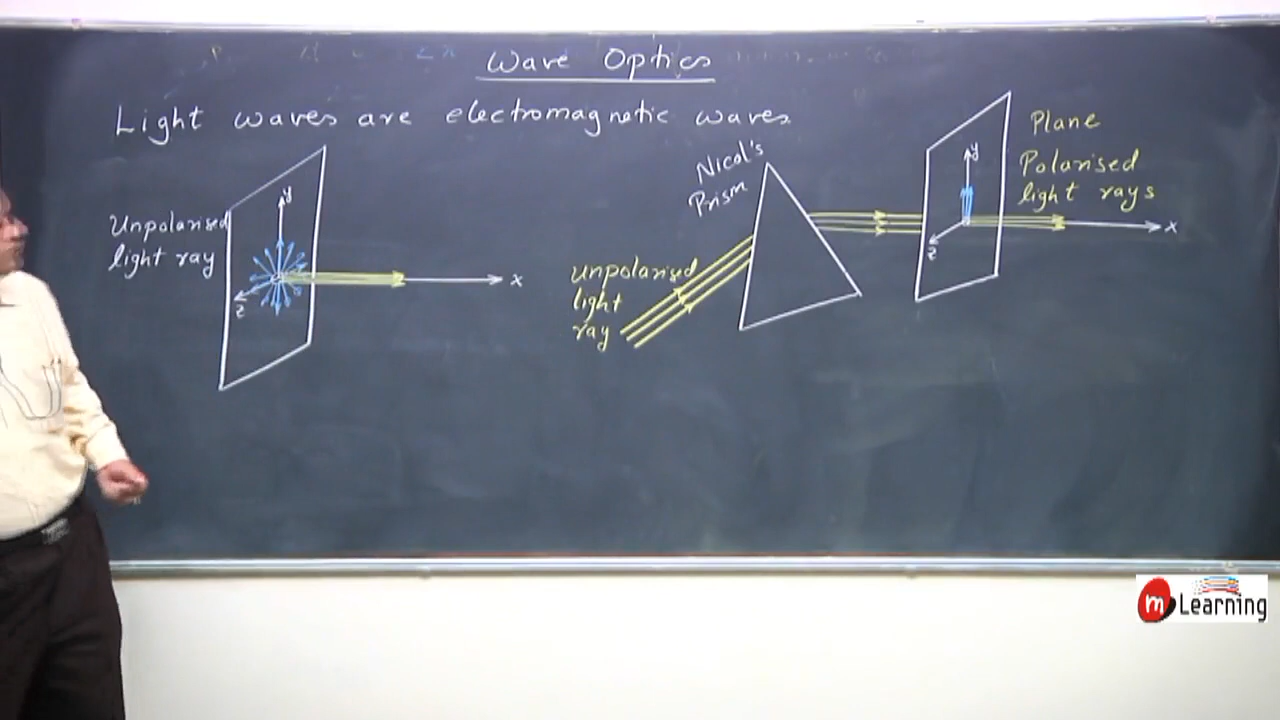 Wave Optics
Light waves are electromagnetic waves.
Unpolarised
light ray
y
z
x
Nicol's
Prism
unpolarised
light
ray
y
z
x
Plane
Polarised
light rays
m Learning